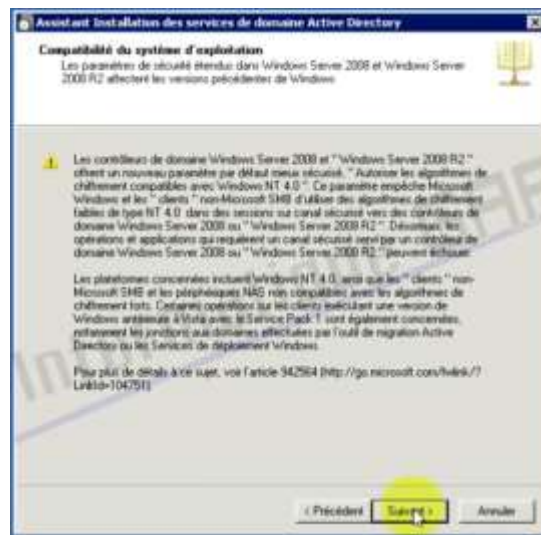 Assistant Installation des services de domaine Active Directory
Compatibilité du système d'exploitation
Les paramètres de sécurité étendus dans Windows Server 2008 et Windows Server
2008 R2 affectent les versions précédentes de Windows
Les contrôleurs de domaine Windows Server 2008 et "Windows Server 2008 R2"
offrent un nouveau paramètre par défaut mieux sécurisé, "Autoriser les algorithmes de
chiffrement compatibles avec Windows NT 4.0". Ce paramètre empêche Microsoft
Windows et les "clients" non-Microsoft SMB d'utiliser des algorithmes de chiffrement
faibles de type NT 4.0 dans des sessions sur canal sécurisé vers des contrôleurs de
domaine Windows Server 2008 ou "Windows Server 2008 R2". Désormais, les
opérations et applications qui requièrent un canal sécurisé servi par un contrôleur de
domaine Windows Server 2008 ou "Windows Server 2008 R2" peuvent échouer.
Les plateformes concernées incluent Windows NT 4.0, ainsi que les "clients" non-
Microsoft SMB et les périphériques NAS non compatibles avec les algorithmes de
chiffrement forts. Certaines opérations sur les clients exécutant une version de
Windows antérieure à Vista avec le Service Pack 1 sont également concernées,
notamment les jonctions aux domaines effectuées par l'outil de migration Active
Directory ou les Services de déploiement Windows.
Pour plus de détails à ce sujet, voir l'article 942564 (http://go.microsoft.com/fwlink/?
LinkId=104751)
< Précédent
Suivant >
Annuler